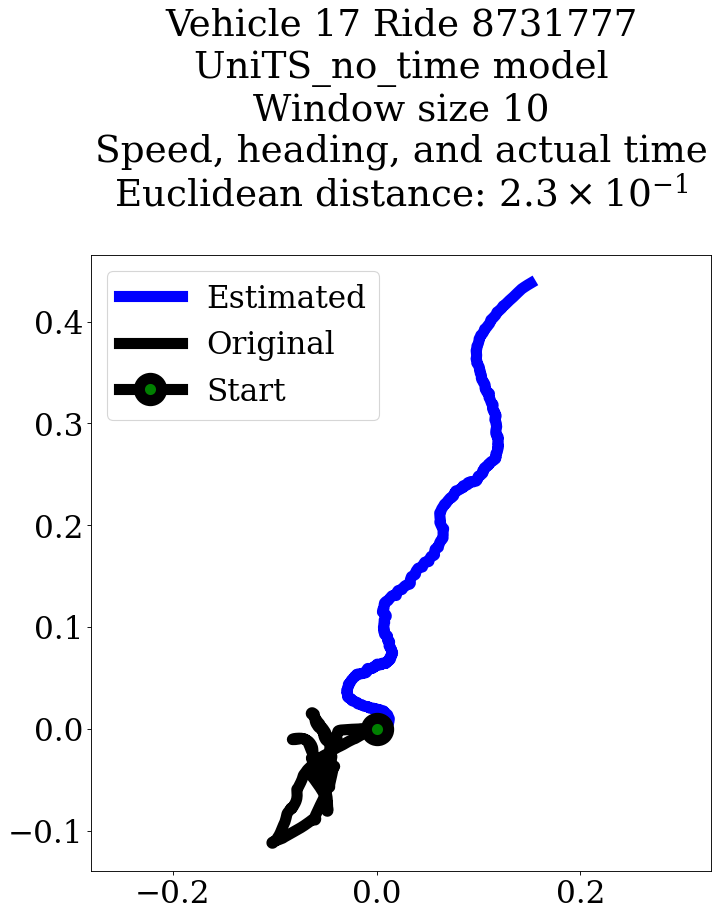 Vehicle 17 Ride 8731777
UniTS_no_time model
Window size 10
Speed, heading, and actual time
Euclidean distance: 2.3 × 10⁻¹
Estimated
Original
Start
0.4
0.3
0.2
0.1
0.0
−0.1
−0.2 0.0 0.2